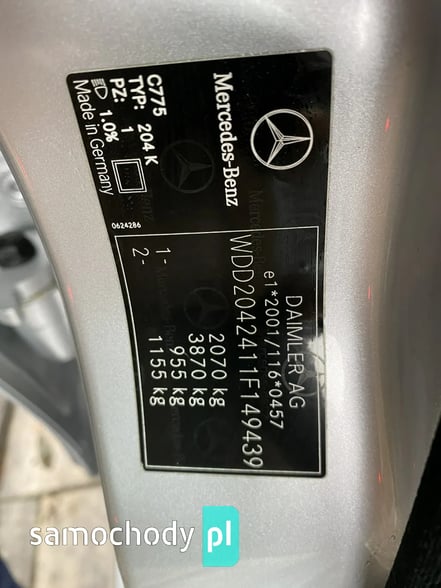 Mercedes-Benz
DAIMLER AG
e1*2001/116*0457
WDD2042411F149439
2070 kg
3870 kg
1- 955 kg
2- 1155 kg
C775
TYP: 204 K
PZ: 1
1.0%
Made in Germany
0624286
samochody pl